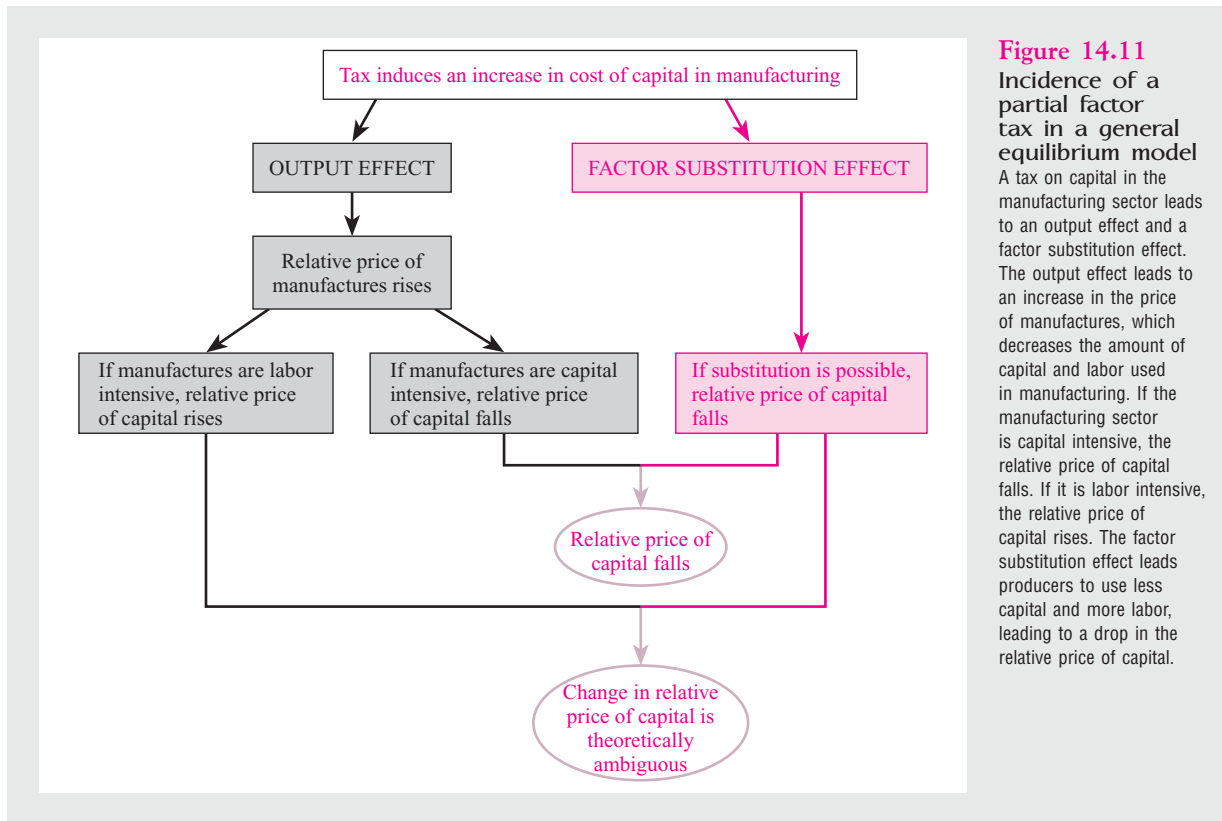 Tax induces an increase in cost of capital in manufacturing
OUTPUT EFFECT
FACTOR SUBSTITUTION EFFECT
Relative price of
manufactures rises
If manufactures are labor
intensive, relative price
of capital rises
If manufactures are capital
intensive, relative price
of capital falls
If substitution is possible,
relative price of capital
falls
Relative price of
capital falls
Change in relative
price of capital is
theoretically
ambiguous
Figure 14.11
Incidence of a
partial factor
tax in a general
equilibrium model
A tax on capital in the
manufacturing sector leads
to an output effect and a
factor substitution effect.
The output effect leads to
an increase in the price
of manufactures, which
decreases the amount of
capital and labor used
in manufacturing. If the
manufacturing sector
is capital intensive, the
relative price of capital
falls. If it is labor intensive,
the relative price of
capital rises. The factor
substitution effect leads
producers to use less
capital and more labor,
leading to a drop in the
relative price of capital.